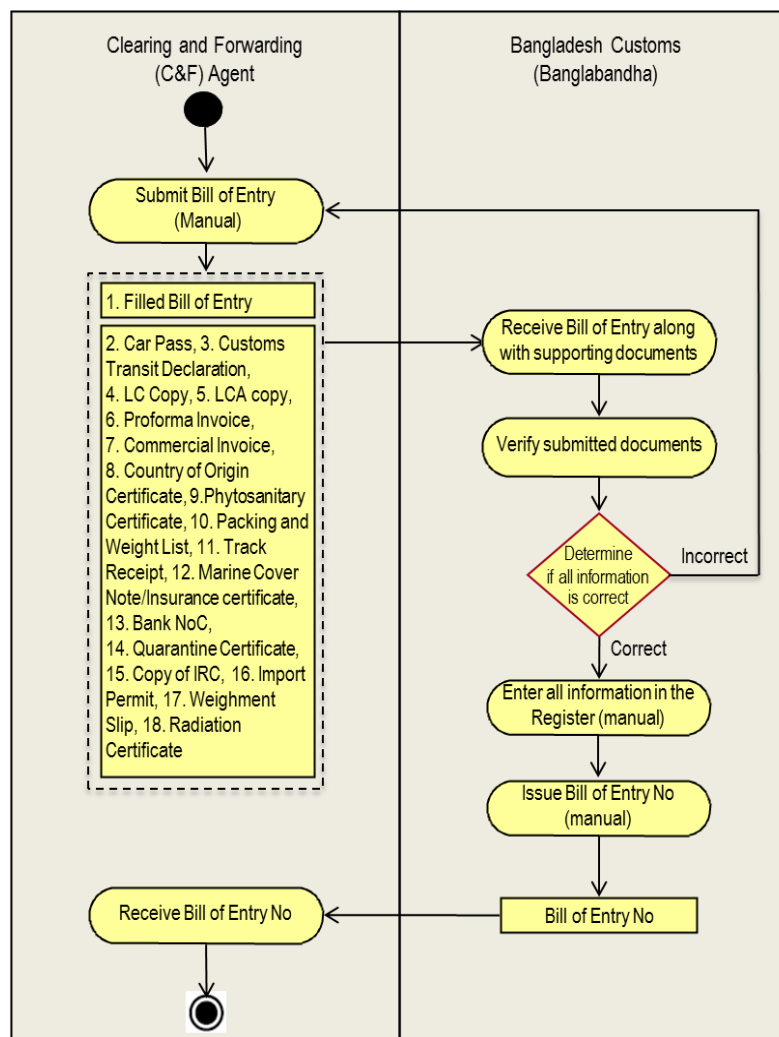 Clearing and Forwarding
(C&F) Agent
Bangladesh Customs
(Banglabandha)
Submit Bill of Entry
(Manual)
1. Filled Bill of Entry
2. Car Pass, 3. Customs
Transit Declaration,
4. LC Copy, 5. LCA copy,
6. Proforma Invoice,
7. Commercial Invoice,
8. Country of Origin
Certificate, 9.Phytosanitary
Certificate, 10. Packing and
Weight List, 11. Track
Receipt, 12. Marine Cover
Note/Insurance certificate,
13. Bank NoC,
14. Quarantine Certificate,
15. Copy of IRC, 16. Import
Permit, 17. Weighment
Slip, 18. Radiation
Certificate
Receive Bill of Entry along
with supporting documents
Verify submitted documents
Determine
if all information
is correct
Incorrect
Correct
Enter all information in the
Register (manual)
Issue Bill of Entry No
(manual)
Bill of Entry No
Receive Bill of Entry No